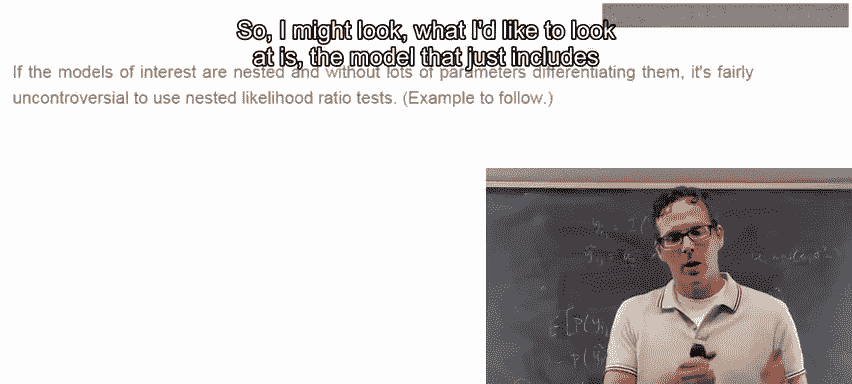 So, I might look, what I'd like to look
at is, the model that just includes
If the models of interest are nested and without lots of parameters differentiating them, it's fairly
uncontroversial to use nested likelihood ratio tests. (Example to follow.)